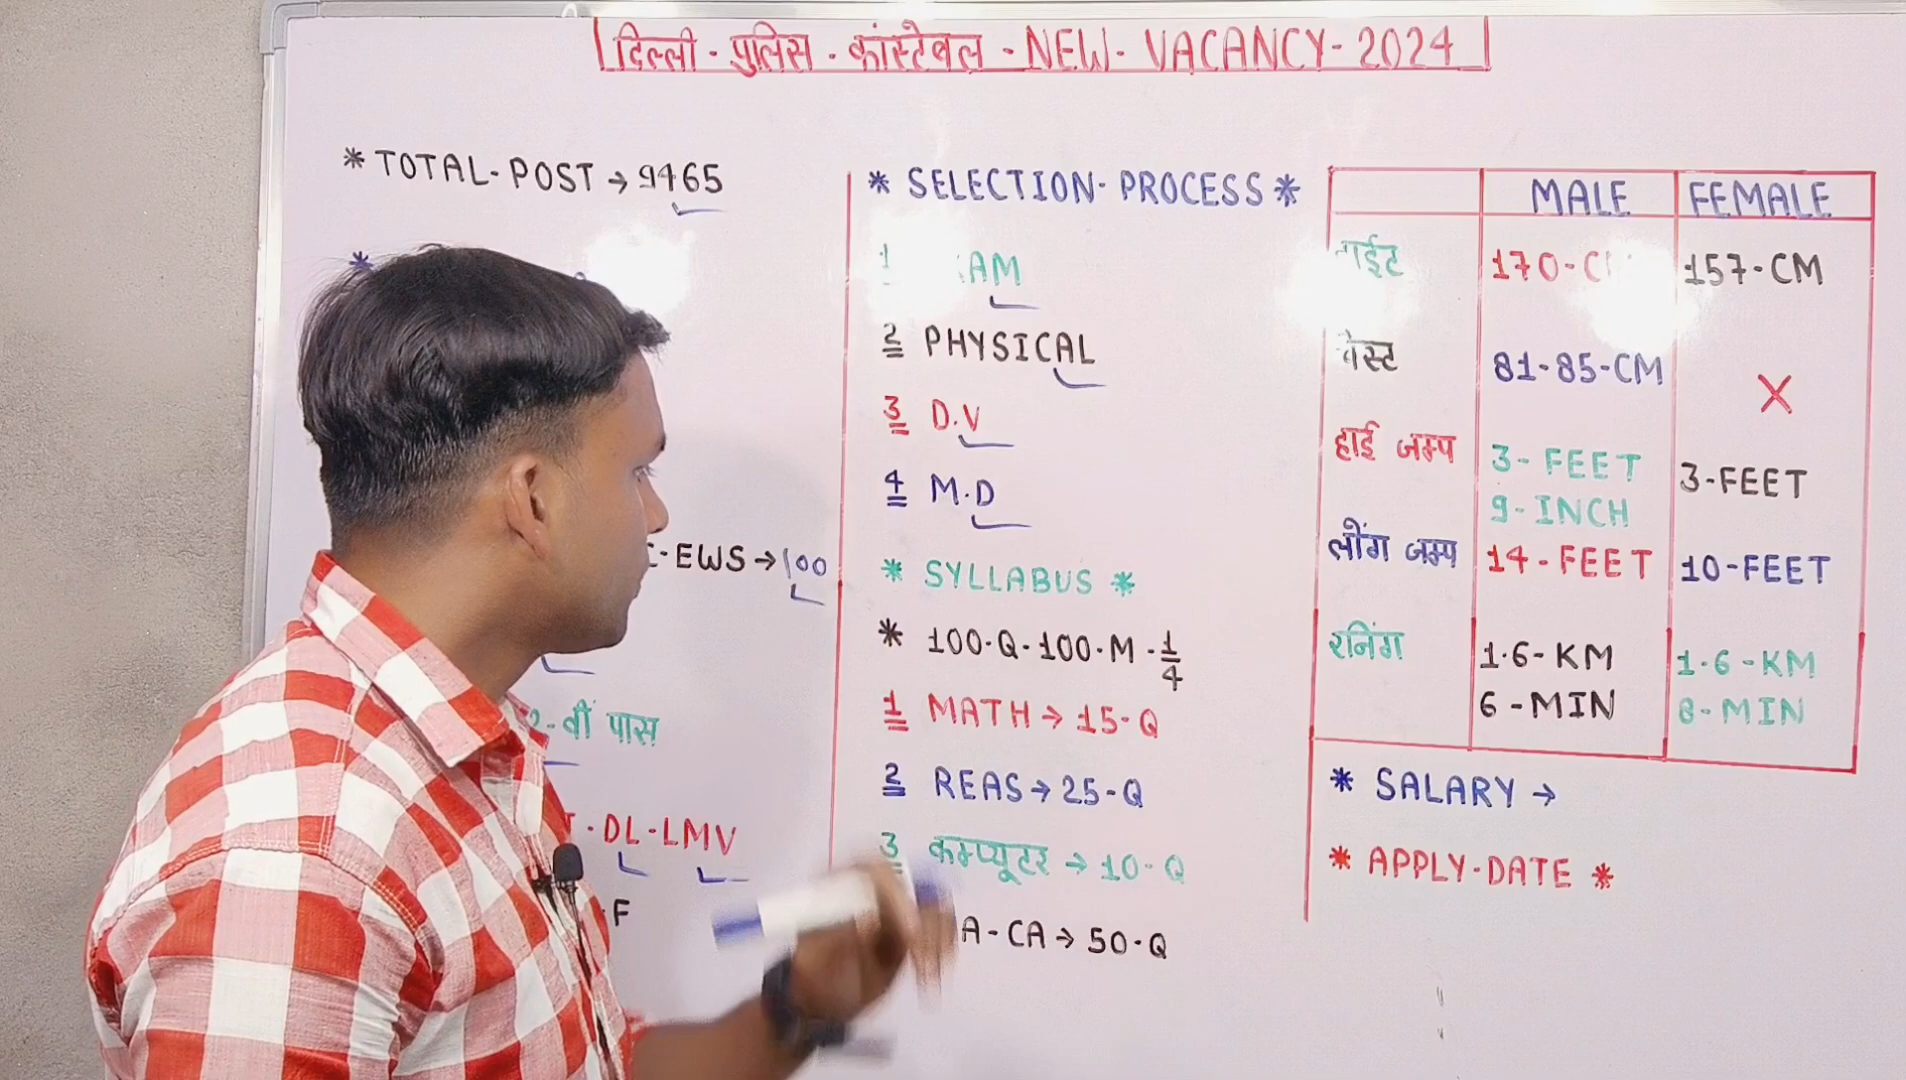 दिल्ली - पुलिस - कांस्टेबल - NEW - VACANCY - 2024
* TOTAL-POST → 9465
*
-EWS → 100
-वीं पास
DL-LMV
F
* SELECTION-PROCESS *
1 AM
2 PHYSICAL
3 D.V
4 M.D
* SYLLABUS *
* 100-Q-100-M-1/4
1 MATH → 15-Q
2 REAS → 25-Q
3 कम्प्यूटर → 10-Q
A-CA → 50-Q
MALE FEMALE
ाईट 170-C 157-CM
चेस्ट 81-85-CM X
हाई जम्प 3-FEET 9-INCH 3-FEET
लौंग जम्प 14-FEET 10-FEET
रनिंग 1.6-KM 6-MIN 1.6-KM 8-MIN
* SALARY →
* APPLY-DATE *